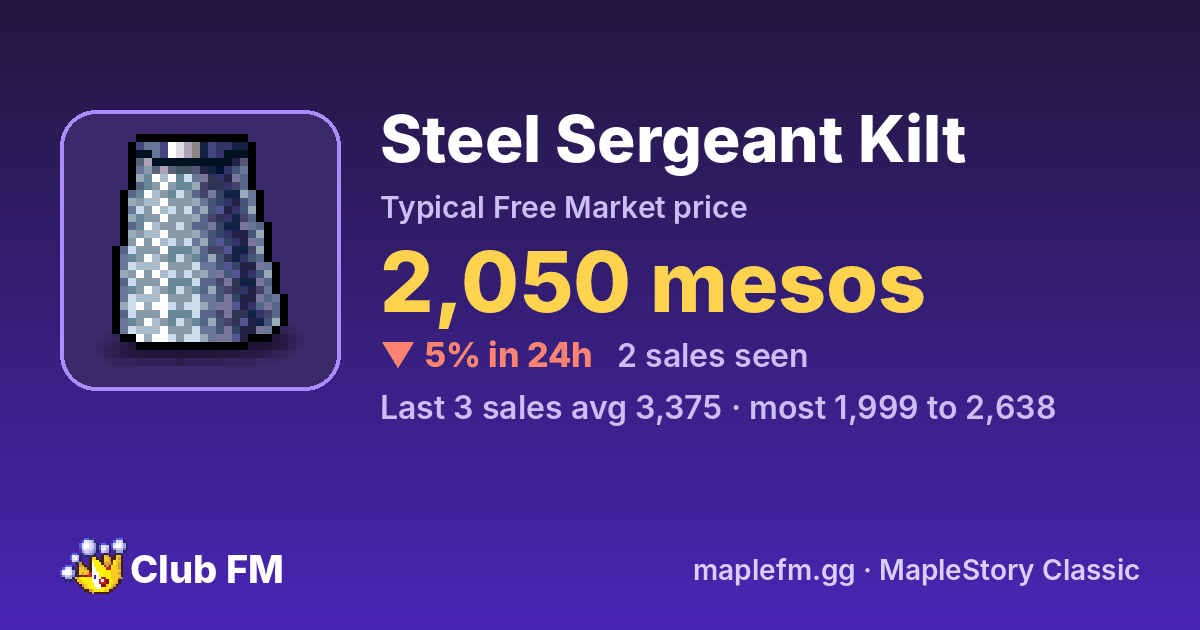 Steel Sergeant Kilt
Typical Free Market price
2,050 mesos
▼ 5% in 24h 2 sales seen
Last 3 sales avg 3,375 · most 1,999 to 2,638
Club FM
maplefm.gg · MapleStory Classic